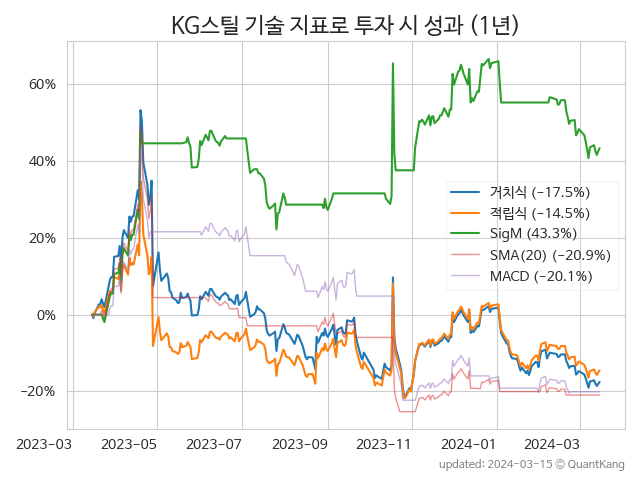 KG스틸 기술 지표로 투자 시 성과 (1년)
60%
40%
20%
0%
−20%
거치식 (−17.5%)
적립식 (−14.5%)
SigM (43.3%)
SMA(20) (−20.9%)
MACD (−20.1%)
2023−03
2023−05
2023−07
2023−09
2023−11
2024−01
2024−03
updated: 2024−03−15 © QuantKang